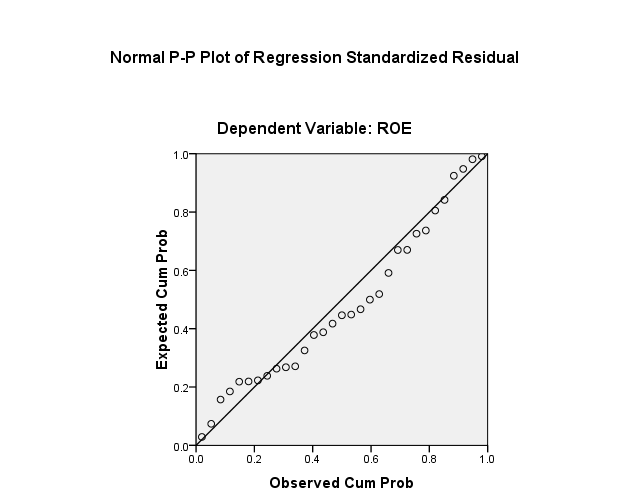 Normal P-P Plot of Regression Standardized Residual
Dependent Variable: ROE
Expected Cum Prob
1.0
0.8
0.6
0.4
0.2
0.0
0.0 0.2 0.4 0.6 0.8 1.0
Observed Cum Prob